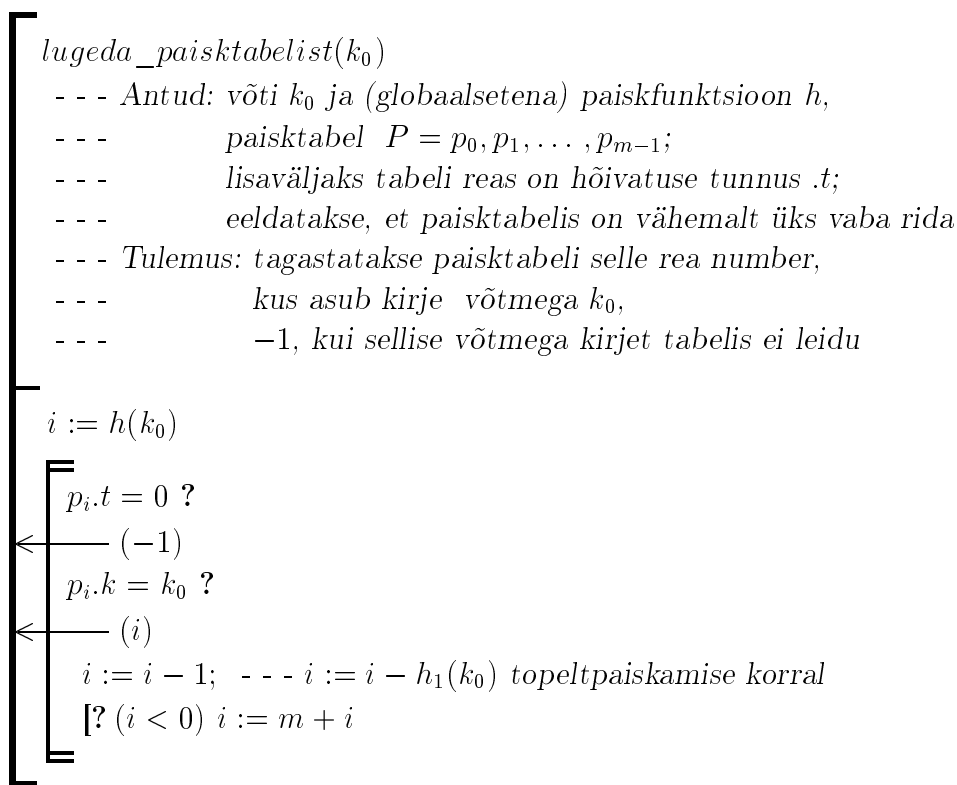 lugeda_paisktabelist(k₀)
- - - Antud: võti k₀ ja (globaalsetena) paiskfunktsioon h,
- - - paisktabel P = p₀, p₁, . . . , pₘ₋₁;
- - - lisaväljaks tabeli reas on hõivatuse tunnus .t;
- - - eeldatakse, et paisktabelis on vähemalt üks vaba rida
- - - Tulemus: tagastatakse paisktabeli selle rea number,
- - - kus asub kirje võtmega k₀,
- - - −1, kui sellise võtmega kirjet tabelis ei leidu
i := h(k₀)
pᵢ.t = 0 ?
(−1)
pᵢ.k = k₀ ?
(i)
i := i − 1; - - - i := i − h₁(k₀) topeltpaiskamise korral
[? (i < 0) i := m + i